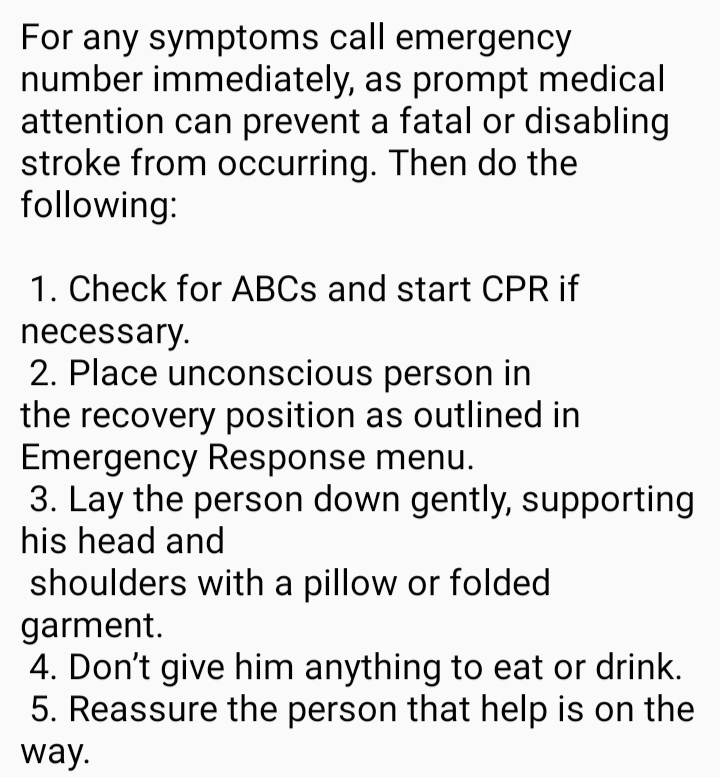 For any symptoms call emergency
number immediately, as prompt medical
attention can prevent a fatal or disabling
stroke from occurring. Then do the
following:
1. Check for ABCs and start CPR if
necessary.
2. Place unconscious person in
the recovery position as outlined in
Emergency Response menu.
3. Lay the person down gently, supporting
his head and
shoulders with a pillow or folded
garment.
4. Don’t give him anything to eat or drink.
5. Reassure the person that help is on the
way.